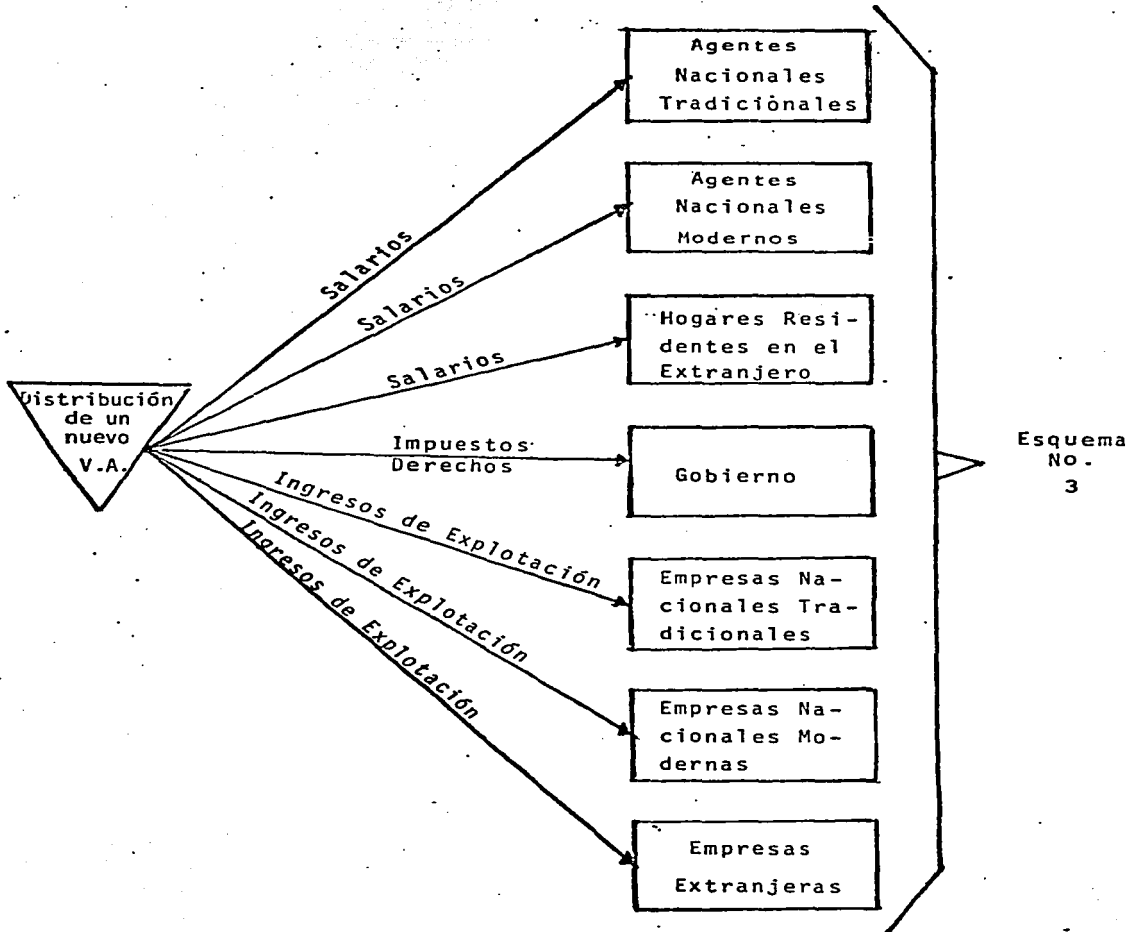 Agentes
Nacionales
Tradicionales
Agentes
Nacionales
Modernos
Hogares Resi-
dentes en el
Extranjero
Gobierno
Empresas Na-
cionales Tra-
dicionales
Empresas Na-
cionales Mo-
dernas
Empresas
Extranjeras
Salarios
Salarios
Salarios
Impuestos
Derechos
Ingresos de Explotación
Ingresos de Explotación
Ingresos de Explotación
Distribución
de un
nuevo
V.A.
Esquema
No.
3